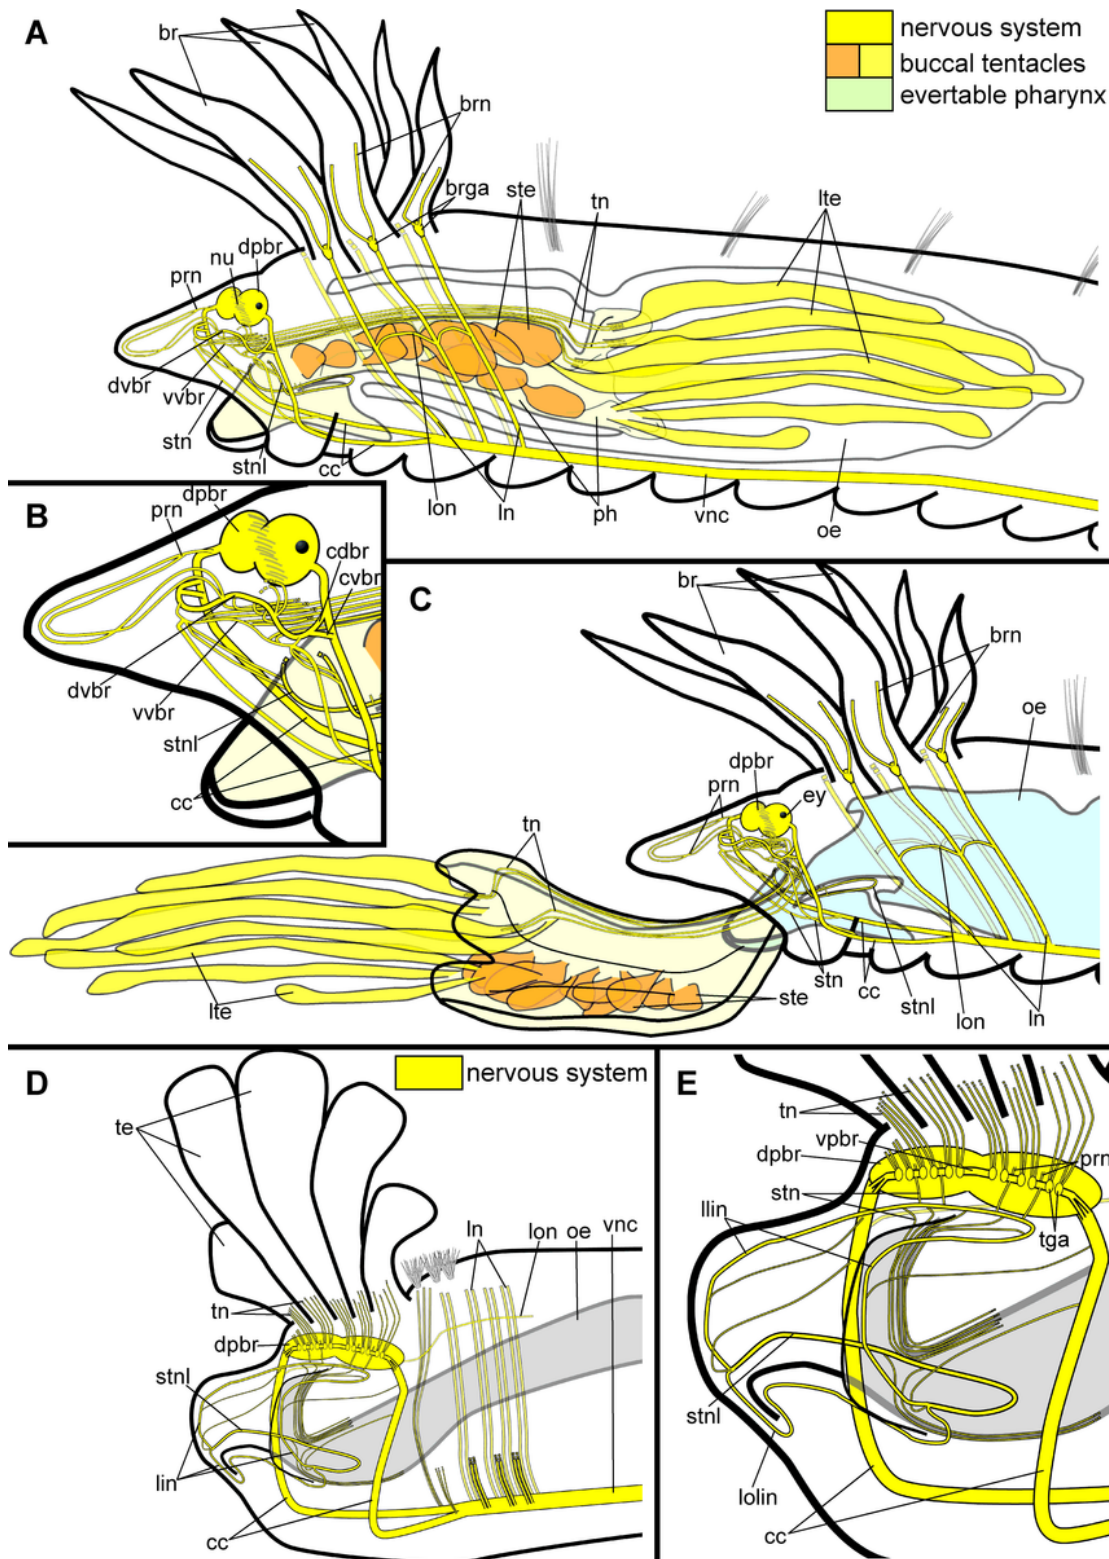 A
br
nervous system
buccal tentacles
evertable pharynx
brn
brga
ste
tn
lte
dpbr
nu
prn
dvbr
vvbr
stn
stnl
cc
lon
ln
ph
vnc
oe
B
dpbr
prn
cdbr
cvbr
dvbr
vvbr
stnl
cc
C
br
brn
oe
dpbr
prn
ey
tn
lte
ste
stn
cc
stnl
lon
ln
D
nervous system
te
ln
lon
oe
vnc
tn
dpbr
stnl
lin
cc
E
tn
vpbr
dpbr
prn
stn
llin
tga
stnl
lolin
cc